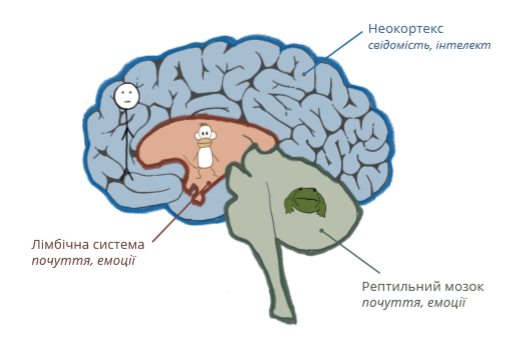 Неокортекс
свідомість, інтелект
Лімбічна система
почуття, емоції
Рептильний мозок
почуття, емоції